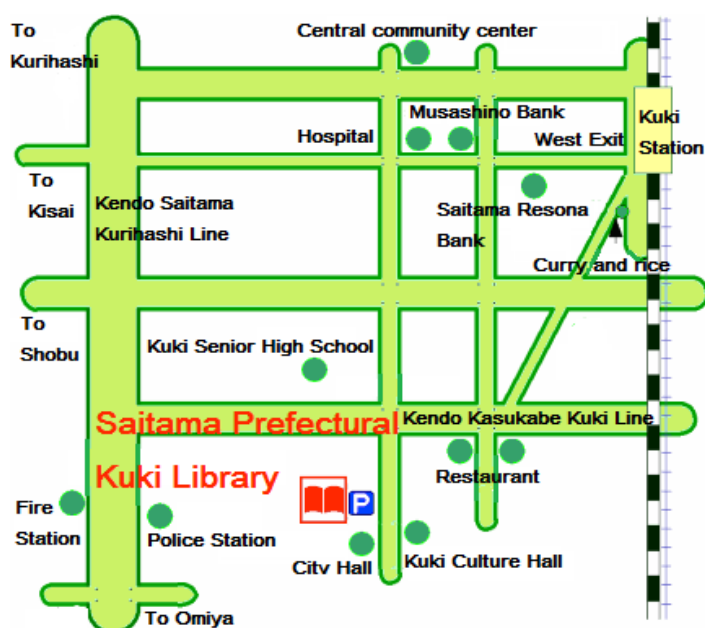 To
Kurihashi
Central community center
Musashino Bank
Hospital
West Exit
Kuki
Station
To
Kisai
Kendo Saitama
Kurihashi Line
Saitama Resona
Bank
Curry and rice
To
Shobu
Kuki Senior High School
Saitama Prefectural
Kuki Library
Kendo Kasukabe Kuki Line
Restaurant
P
Fire
Station
Police Station
City Hall
Kuki Culture Hall
To Omiya